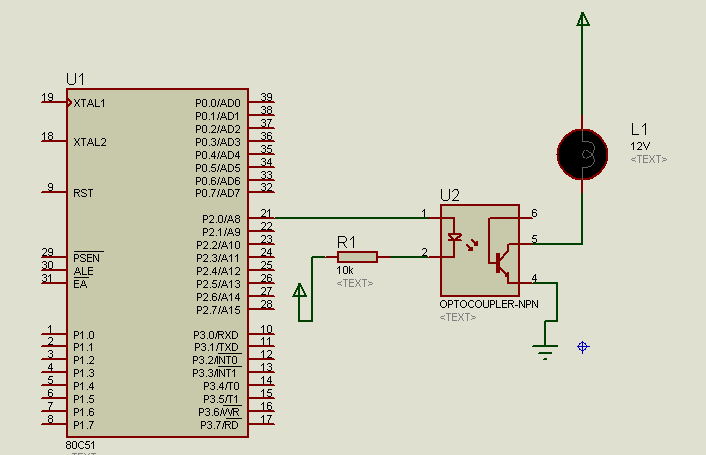 U1
19 XTAL1 P0.0/AD0 39
P0.1/AD1 38
P0.2/AD2 37
18 XTAL2 P0.3/AD3 36
P0.4/AD4 35
P0.5/AD5 34
P0.6/AD6 33
9 RST P0.7/AD7 32
P2.0/A8 21
P2.1/A9 22
P2.2/A10 23
29 PSEN P2.3/A11 24
30 ALE P2.4/A12 25
31 EA P2.5/A13 26
P2.6/A14 27
P2.7/A15 28
1 P1.0 P3.0/RXD 10
2 P1.1 P3.1/TXD 11
3 P1.2 P3.2/INT0 12
4 P1.3 P3.3/INT1 13
5 P1.4 P3.4/T0 14
6 P1.5 P3.5/T1 15
7 P1.6 P3.6/WR 16
8 P1.7 P3.7/RD 17
80C51
R1
10k
<TEXT>
U2
1 6
5
2
4
OPTOCOUPLER-NPN
<TEXT>
L1
12V
<TEXT>